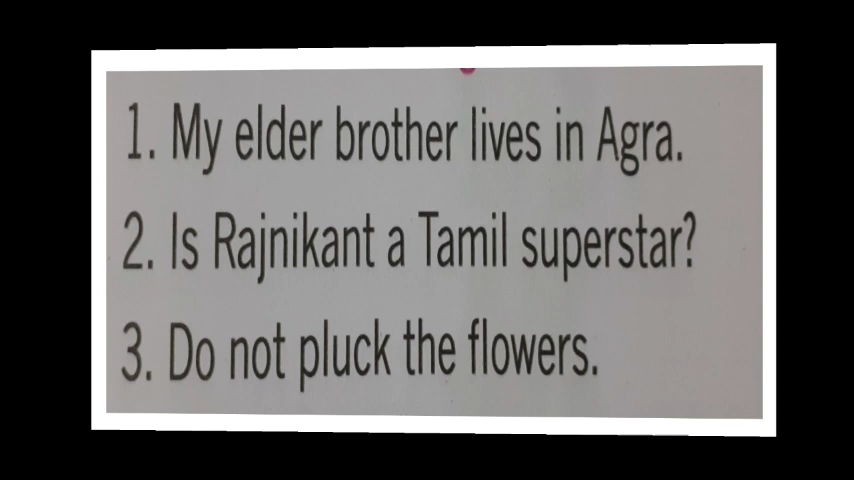 1. My elder brother lives in Agra.
2. Is Rajnikant a Tamil superstar?
3. Do not pluck the flowers.